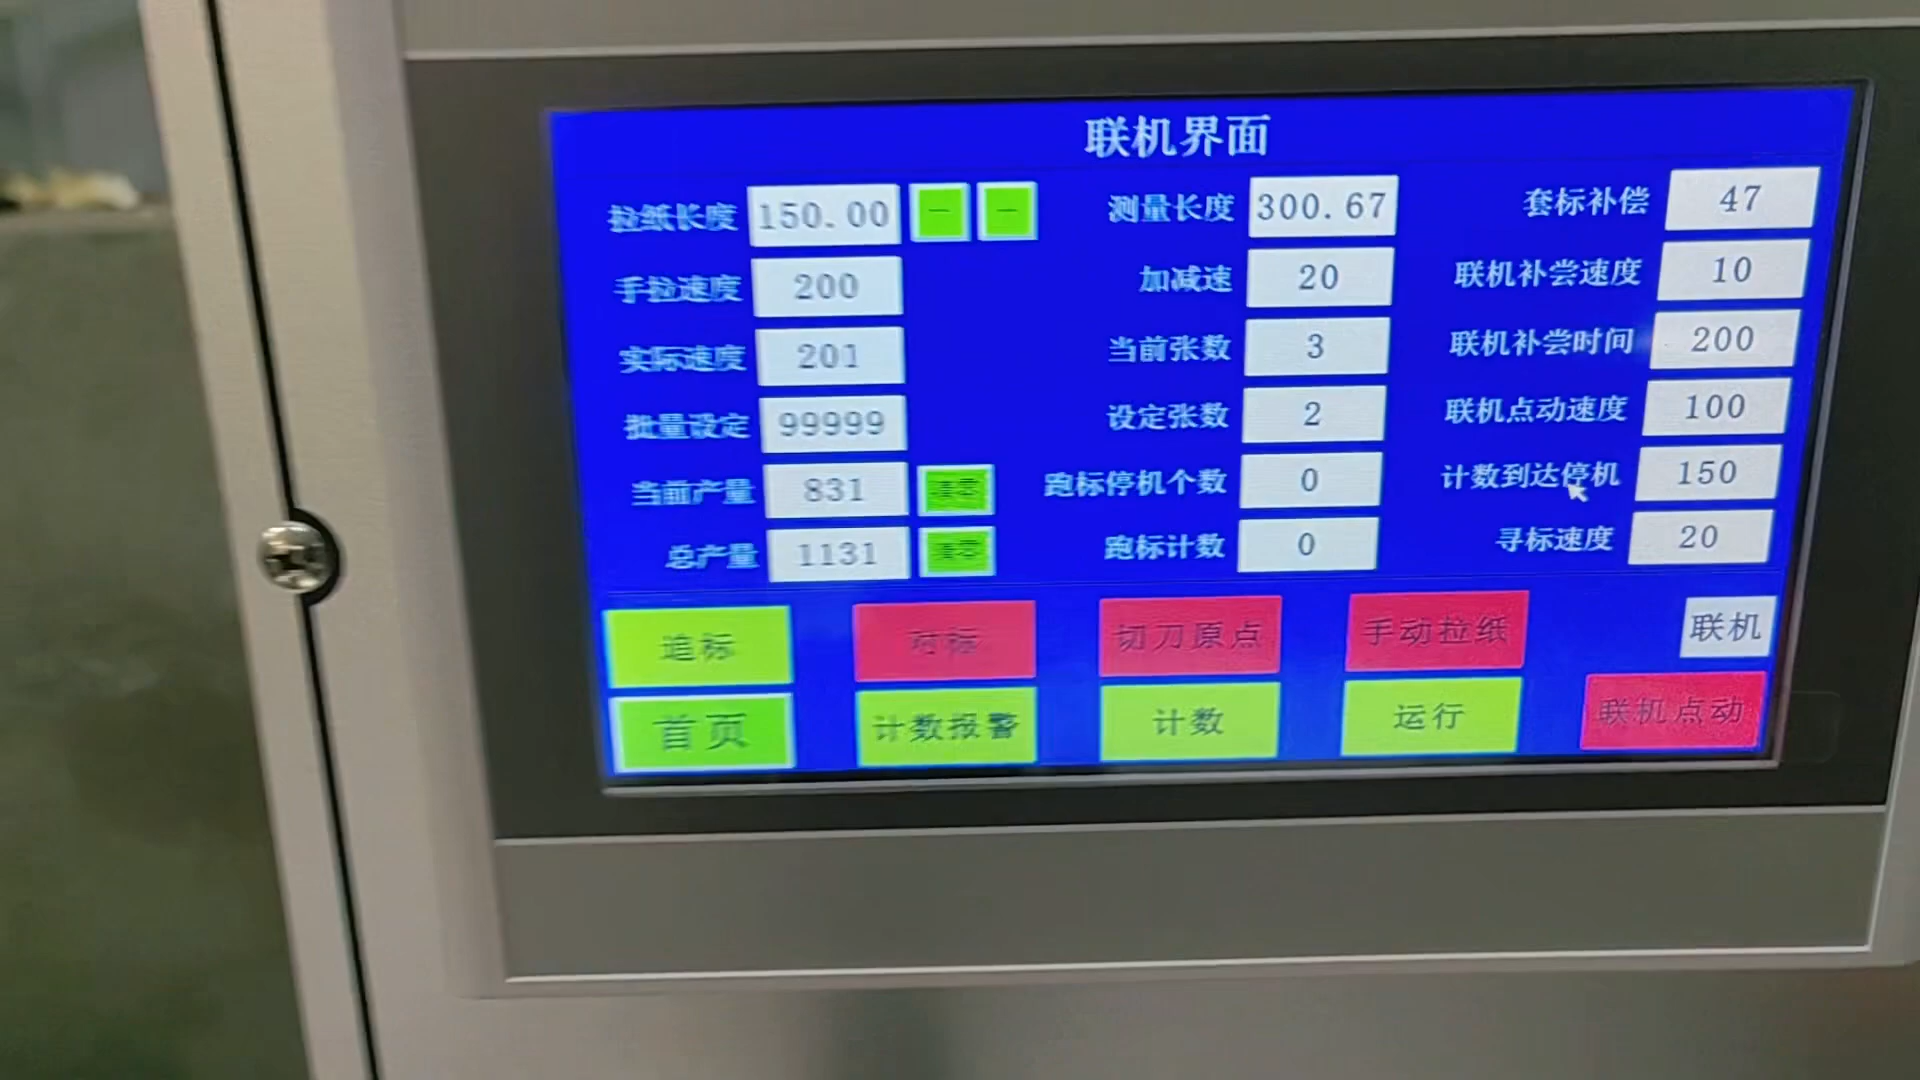 联机界面
拉纸长度 150.00 一 一 测量长度 300.67 套标补偿 47
手拉速度 200 加减速 20 联机补尝速度 10
实际速度 201 当前张数 3 联机补尝时间 200
批量设定 99999 设定张数 2 联机点动速度 100
当前产量 831 清零 跑标停机个数 0 计数到达停机 150
总产量 1131 清零 跑标计数 0 寻标速度 20
追标 对标 切刀原点 手动拉纸 联机
首页 计数报警 计数 运行 联机点动